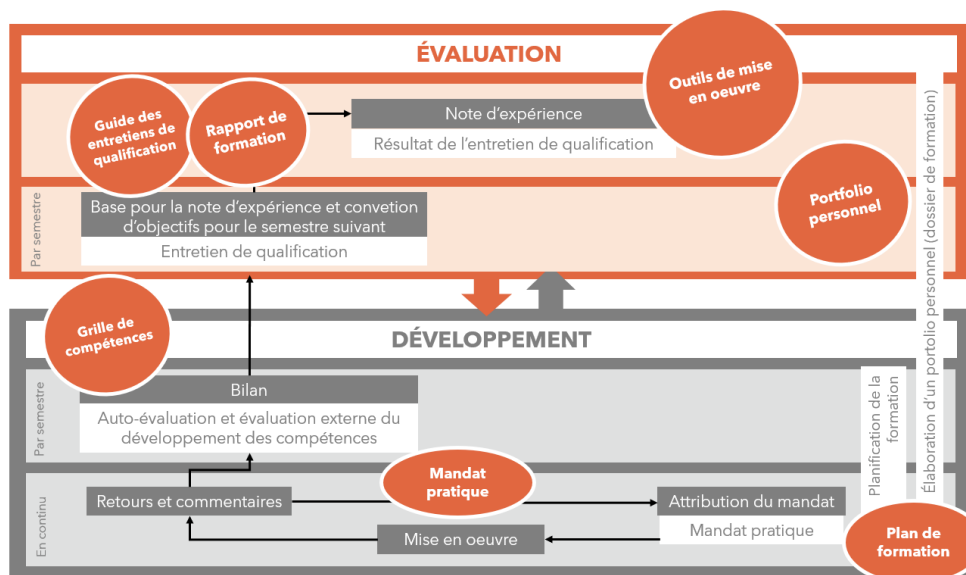 ÉVALUATION
Outils de mise
en oeuvre
Guide des
entretiens de
qualification
Rapport de
formation
Note d'expérience
Résultat de l'entretien de qualification
Par semestre
Base pour la note d'expérience et convetion
d'objectifs pour le semestre suivant
Entretien de qualification
Portfolio
personnel
Élaboration d'un portolio personnel (dossier de formation)
Grille de
compétences
DÉVELOPPEMENT
Par semestre
Bilan
Auto-évaluation et évaluation externe du
développement des compétences
Planification de la
formation
En continu
Mandat
pratique
Retours et commentaires
Attribution du mandat
Mandat pratique
Mise en oeuvre
Plan de
formation